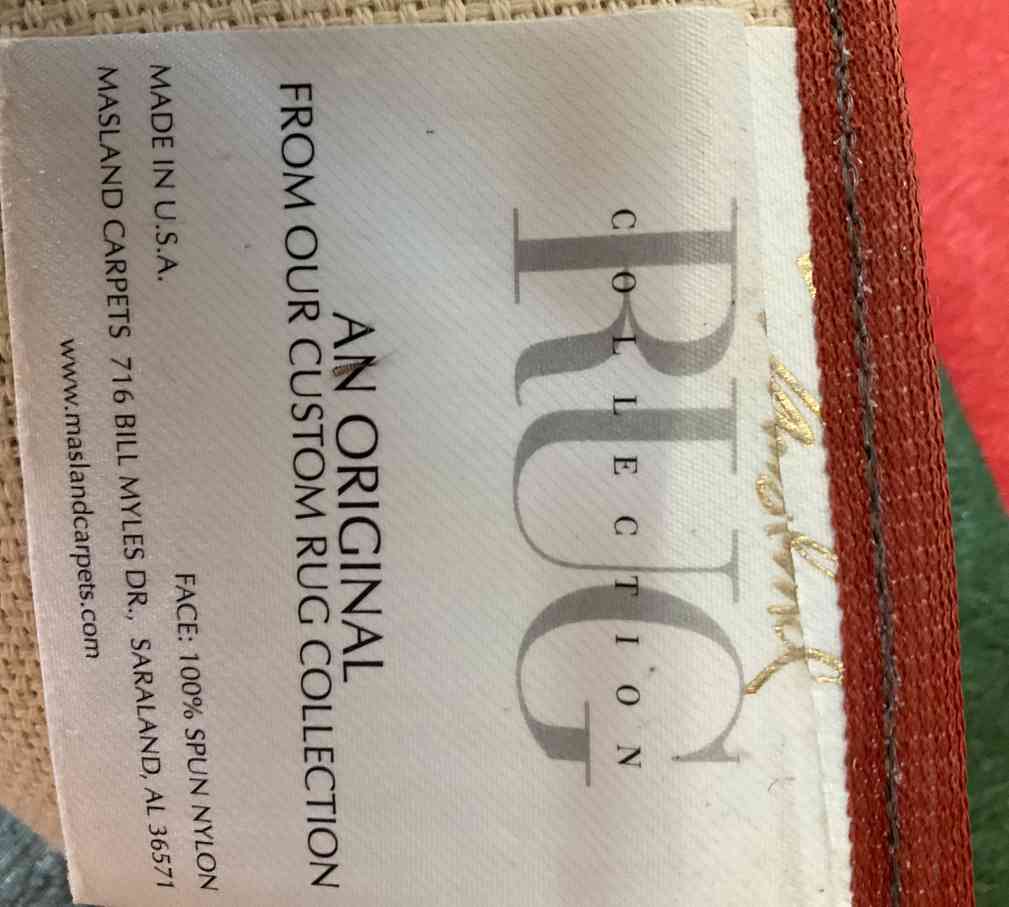 RUG
COLLECTION
AN ORIGINAL
FROM OUR CUSTOM RUG COLLECTION
FACE: 100% SPUN NYLON
MADE IN U.S.A.
MASLAND CARPETS 716 BILL MYLES DR., SARALAND, AL 36571
www.maslandcarpets.com